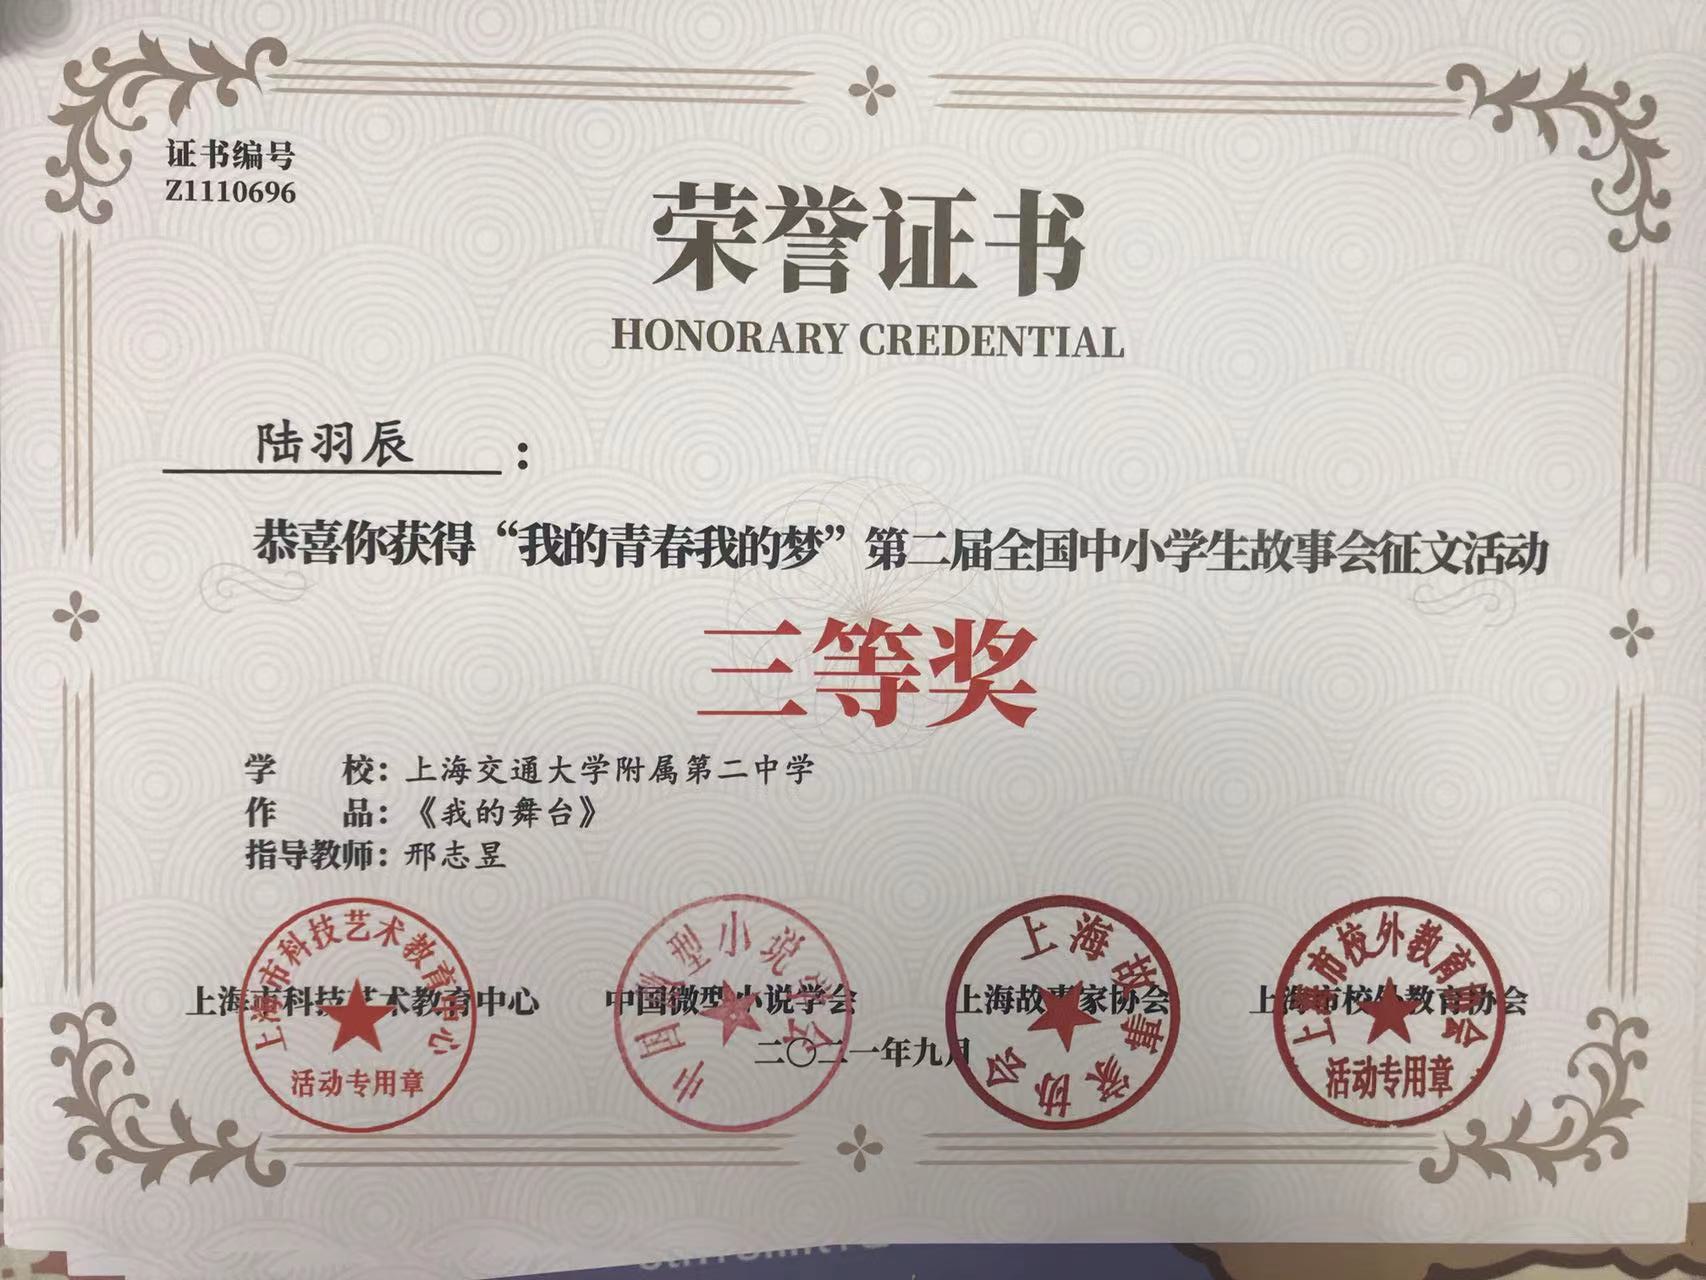 证书编号
Z1110696
荣誉证书
HONORARY CREDENTIAL
陆羽辰：
恭喜你获得“我的青春我的梦”第二届全国中小学生故事会征文活动
三等奖
学　　校：上海交通大学附属第二中学
作　　品：《我的舞台》
指导教师：邢志昱
上海市科技艺术教育中心
中国微型小说学会
上海故事家协会
上海市校外教育协会
二〇二一年九月
上海市科技艺术教育中心
活动专用章
中国微型小说学会
上海故事家协会
上海市校外教育协会
活动专用章